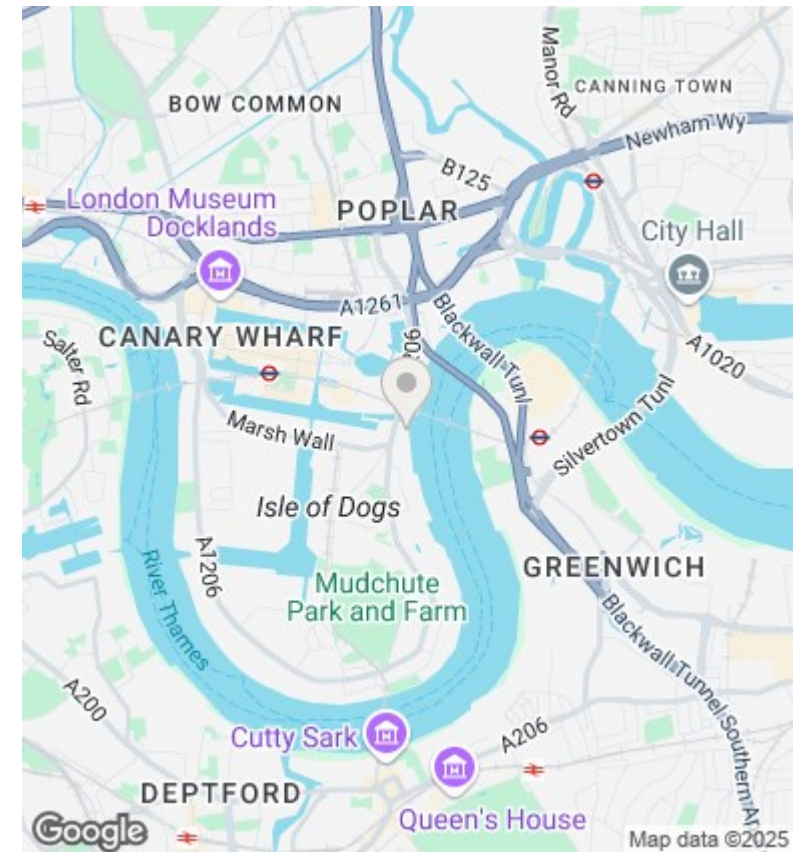 Manor Rd
CANNING TOWN
BOW COMMON
Newham Wy
B125
London Museum
Docklands
POPLAR
City Hall
A1261
Blackwall Tunl
CANARY WHARF
Salter Rd
A1020
Marsh Wall
Silvertown Tunl
Isle of Dogs
A1206
River Thames
GREENWICH
Mudchute
Park and Farm
Blackwall Tunnel Southern Ap
A200
Cutty Sark
A206
DEPTFORD
Queen's House
Google
Map data ©2025